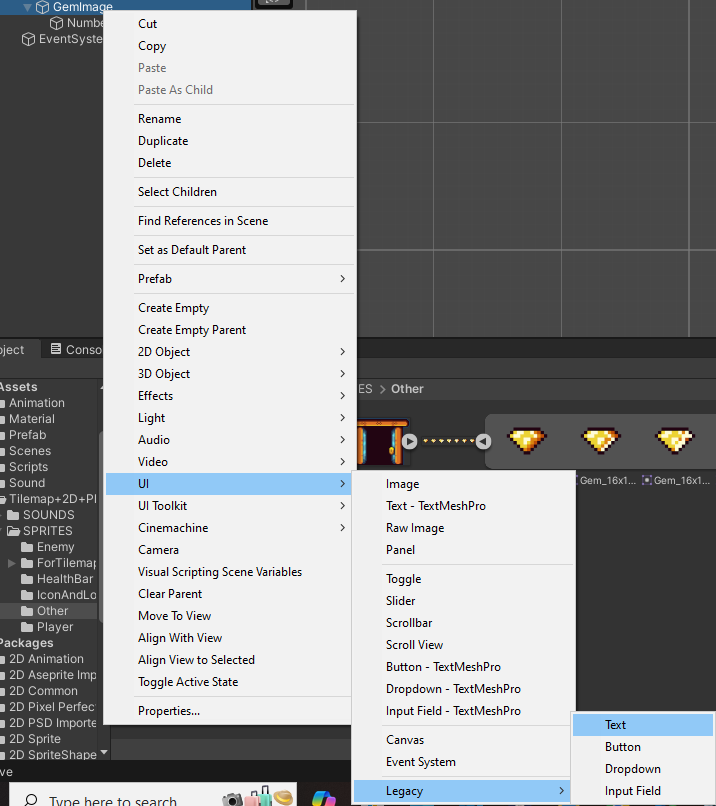 GemImage
Numbe
EventSyste
Cut
Copy
Paste
Paste As Child
Rename
Duplicate
Delete
Select Children
Find References in Scene
Set as Default Parent
Prefab
Create Empty
Create Empty Parent
2D Object
3D Object
Effects
Light
Audio
Video
UI
UI Toolkit
Cinemachine
Camera
Visual Scripting Scene Variables
Clear Parent
Move To View
Align With View
Align View to Selected
Toggle Active State
Properties...
Image
Text - TextMeshPro
Raw Image
Panel
Toggle
Slider
Scrollbar
Scroll View
Button - TextMeshPro
Dropdown - TextMeshPro
Input Field - TextMeshPro
Canvas
Event System
Legacy
Text
Button
Dropdown
Input Field
oject
Conso
ES > Other
Gem_16x1...
Gem_16x1...
Assets
Animation
Material
Prefab
Scenes
Scripts
Sound
Tilemap+2D+Pl
SOUNDS
SPRITES
Enemy
ForTilemap
HealthBar
IconAndLo
Other
Player
Packages
2D Animation
2D Aseprite Imp
2D Common
2D Pixel Perfec
2D PSD Importe
2D Sprite
2D SpriteShape
ve
Type here to search